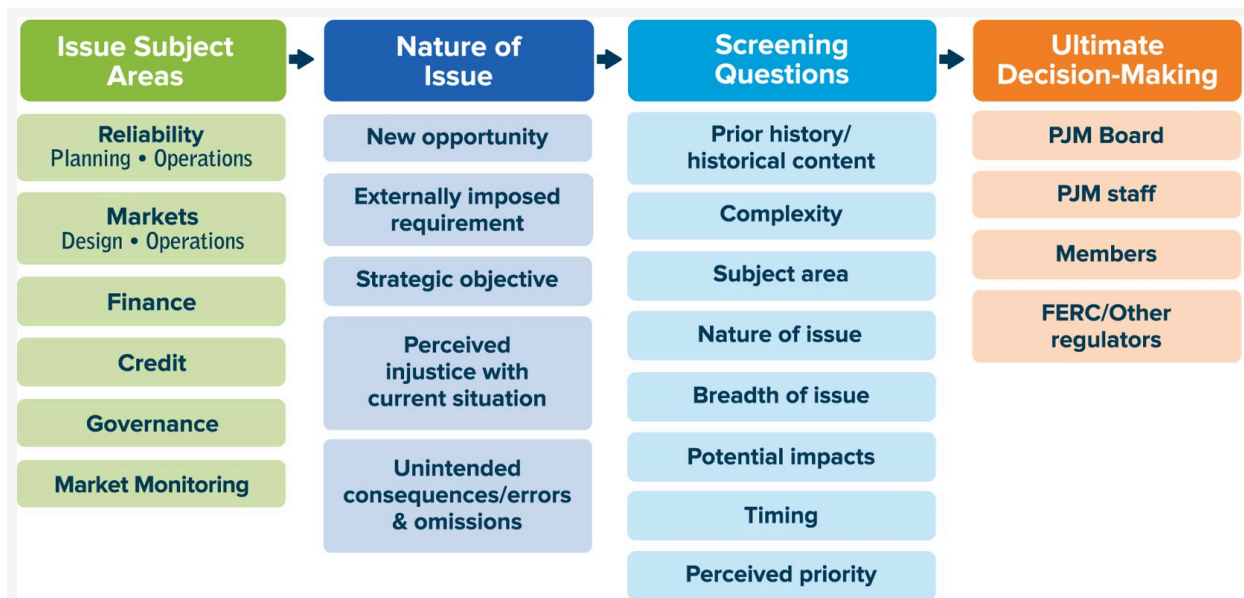 Issue Subject
Areas
Reliability
Planning • Operations
Markets
Design • Operations
Finance
Credit
Governance
Market Monitoring
Nature of
Issue
New opportunity
Externally imposed
requirement
Strategic objective
Perceived
injustice with
current situation
Unintended
consequences/errors
& omissions
Screening
Questions
Prior history/
historical content
Complexity
Subject area
Nature of issue
Breadth of issue
Potential impacts
Timing
Perceived priority
Ultimate
Decision-Making
PJM Board
PJM staff
Members
FERC/Other
regulators